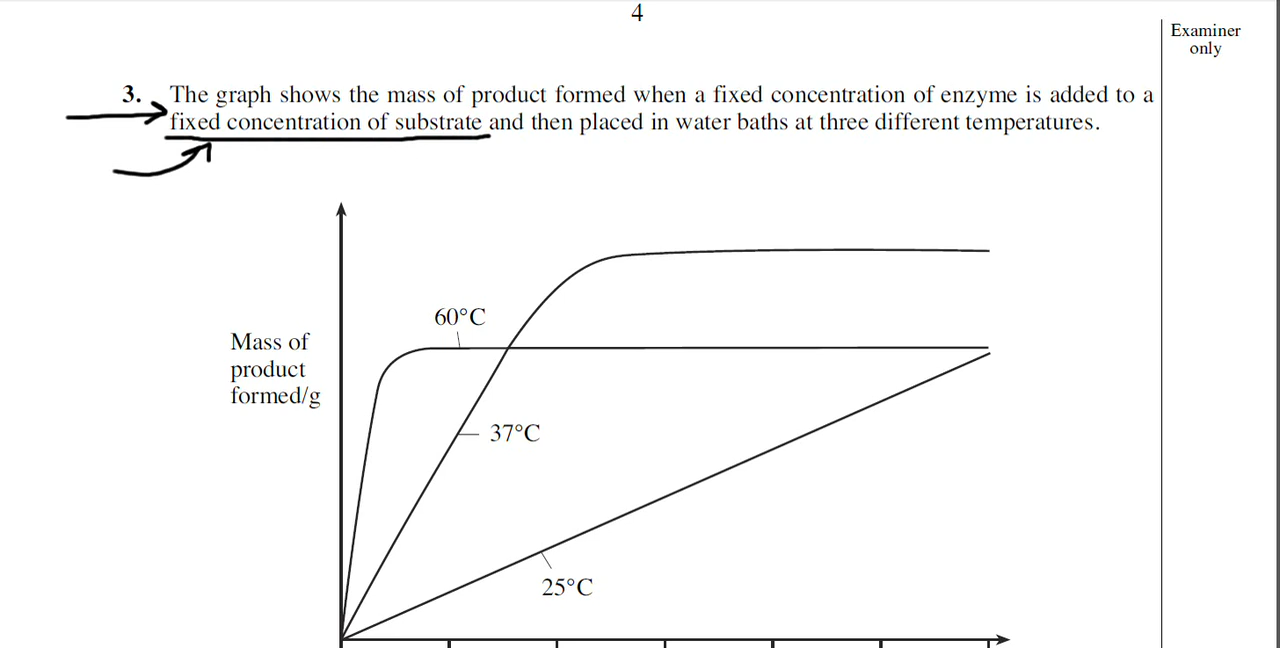 4
Examiner
only
3. The graph shows the mass of product formed when a fixed concentration of enzyme is added to a
fixed concentration of substrate and then placed in water baths at three different temperatures.
60°C
Mass of
product
formed/g
37°C
25°C